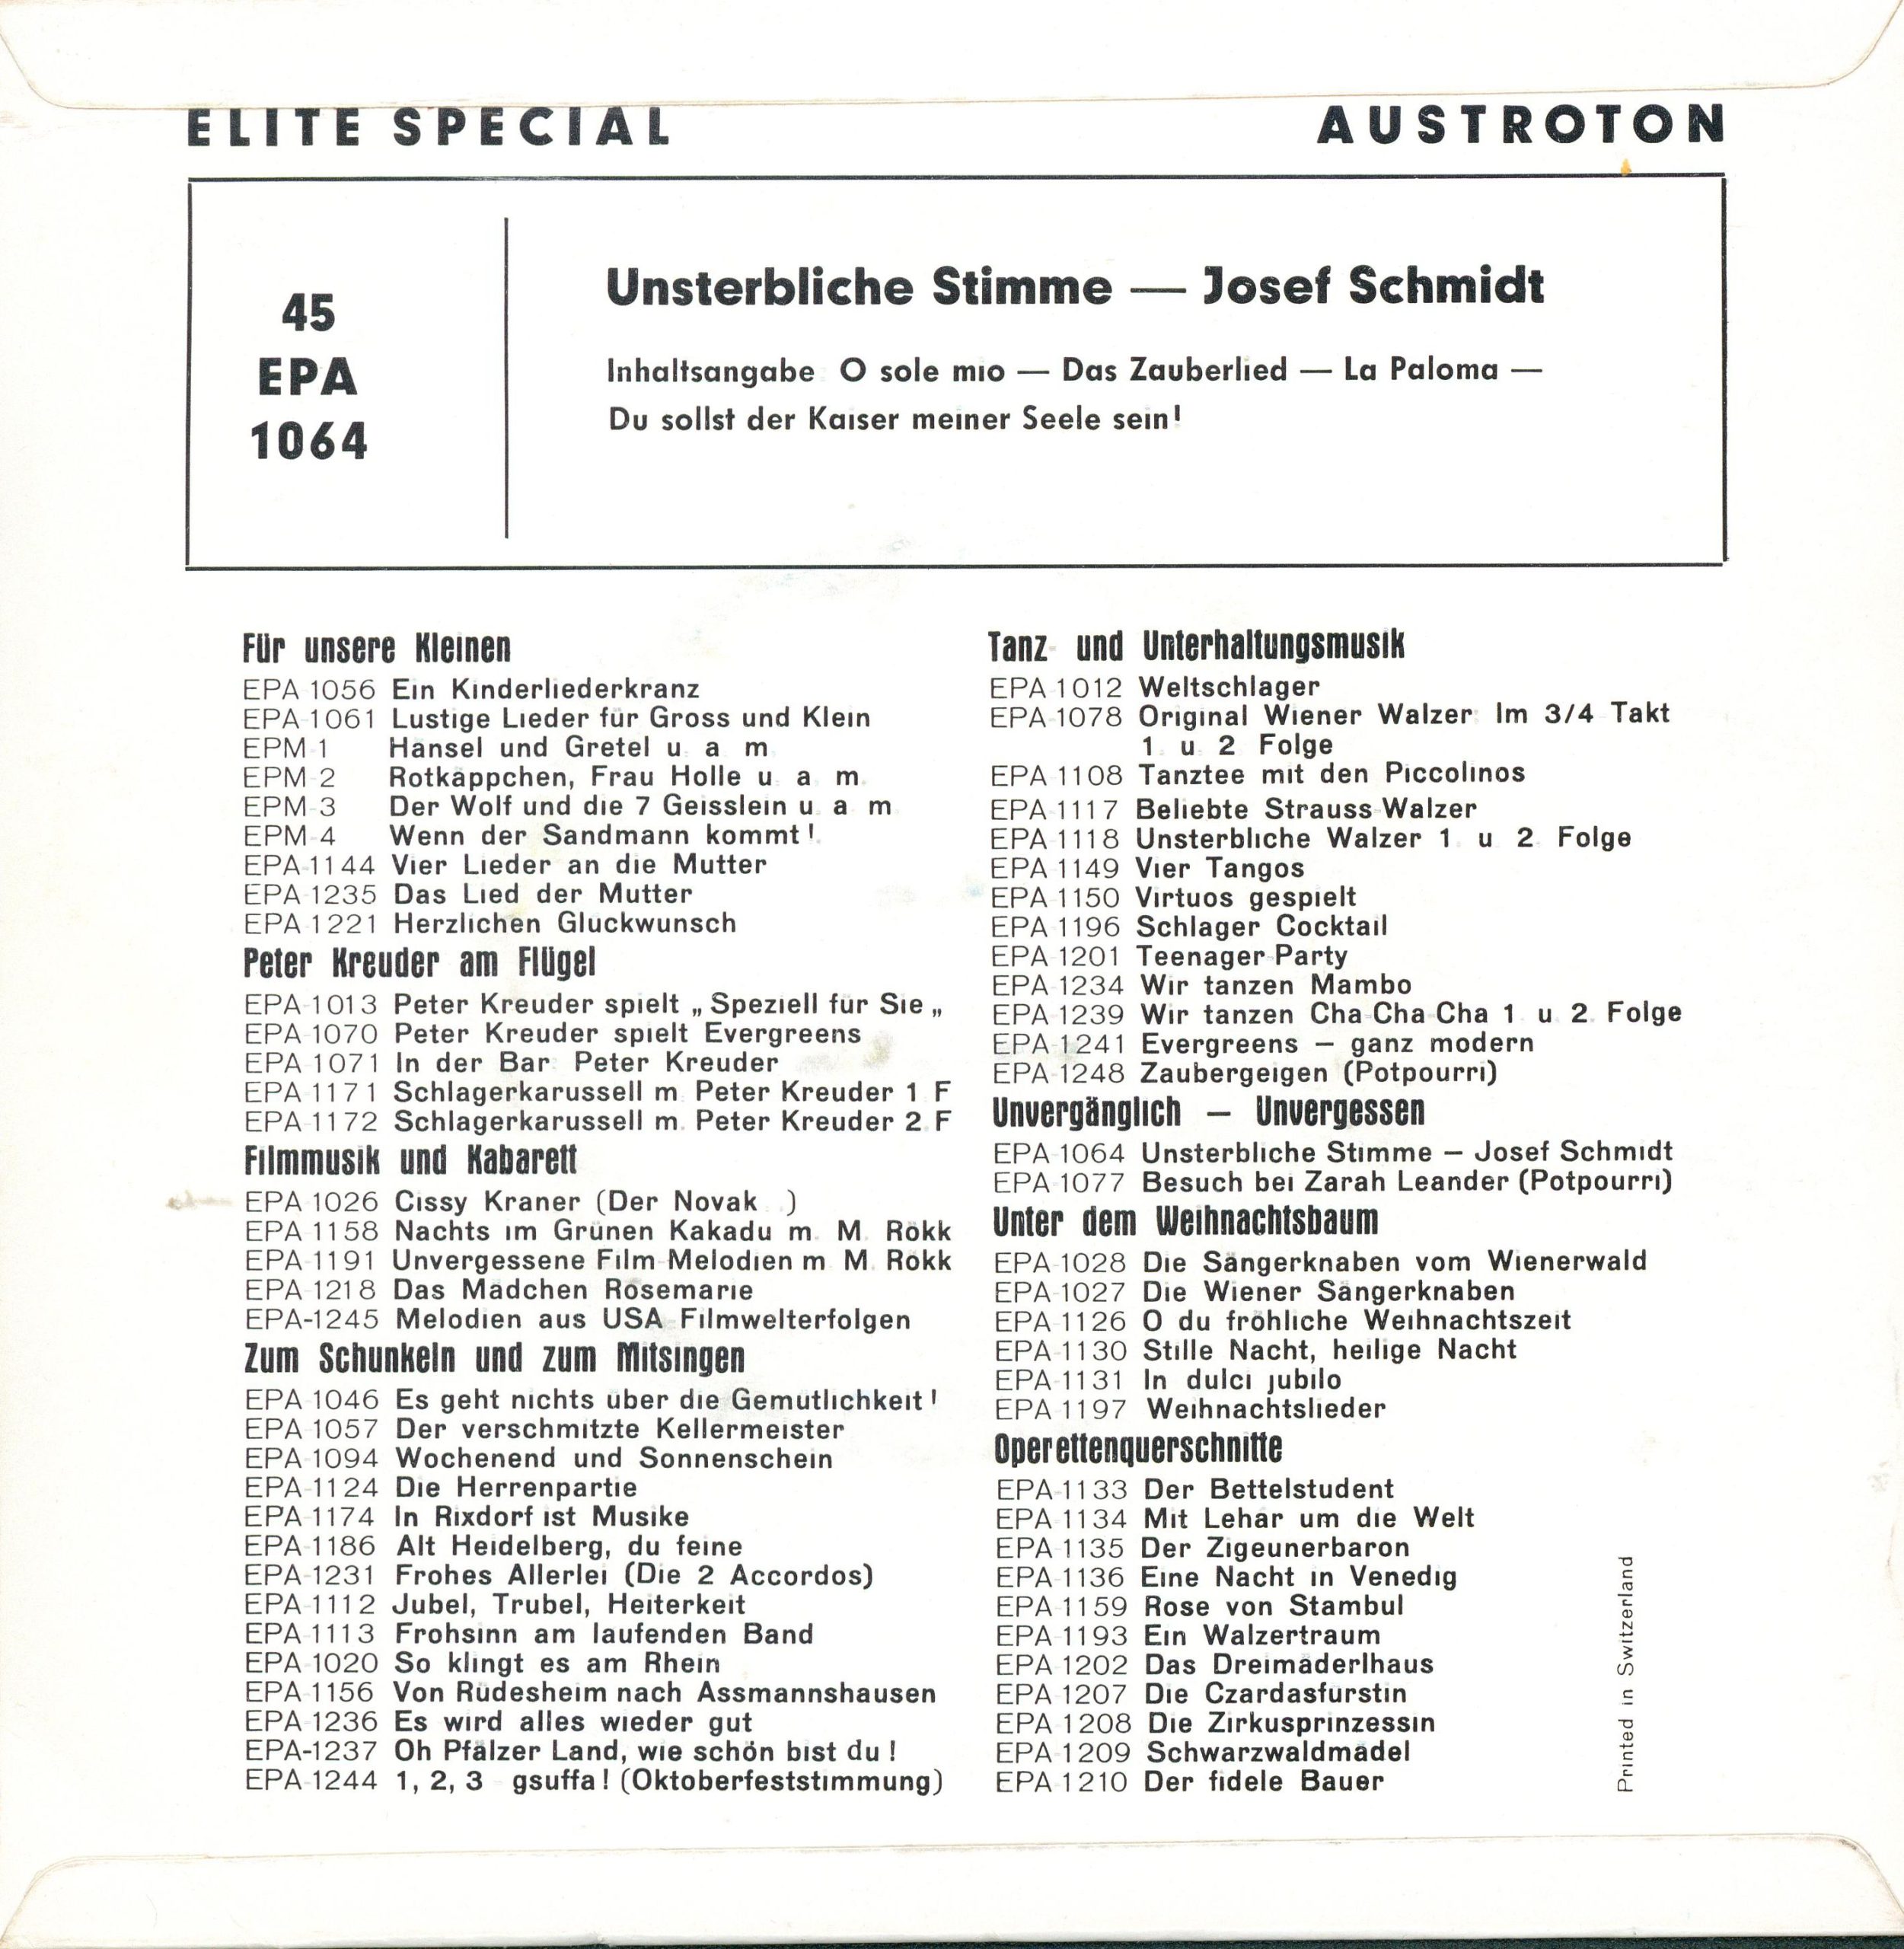 ELITE SPECIAL
AUSTROTON
45
EPA
1064
Unsterbliche Stimme — Josef Schmidt
Inhaltsangabe O sole mio — Das Zauberlied — La Paloma —
Du sollst der Kaiser meiner Seele sein!
Für unsere Kleinen
EPA-1056 Ein Kinderliederkranz
EPA-1061 Lustige Lieder für Gross und Klein
EPM-1 Hänsel und Gretel u. a. m.
EPM-2 Rotkäppchen, Frau Holle u. a. m.
EPM-3 Der Wolf und die 7 Geisslein u. a. m.
EPM-4 Wenn der Sandmann kommt!
EPA-1144 Vier Lieder an die Mutter
EPA-1235 Das Lied der Mutter
EPA-1221 Herzlichen Glückwunsch
Peter Kreuder am Flügel
EPA-1013 Peter Kreuder spielt „Speziell für Sie„
EPA-1070 Peter Kreuder spielt Evergreens
EPA-1071 In der Bar: Peter Kreuder
EPA-1171 Schlagerkarussell m. Peter Kreuder 1. F
EPA-1172 Schlagerkarussell m. Peter Kreuder 2. F
Filmmusik und Kabarett
EPA-1026 Cissy Kraner (Der Novak ..)
EPA-1158 Nachts im Grünen Kakadu m. M. Rökk
EPA-1191 Unvergessene Film-Melodien m. M. Rökk
EPA-1218 Das Mädchen Rosemarie
EPA-1245 Melodien aus USA-Filmwelterfolgen
Zum Schunkeln und zum Mitsingen
EPA-1046 Es geht nichts über die Gemütlichkeit!
EPA-1057 Der verschmitzte Kellermeister
EPA-1094 Wochenend und Sonnenschein
EPA-1124 Die Herrenpartie
EPA-1174 In Rixdorf ist Musike
EPA-1186 Alt Heidelberg, du feine
EPA-1231 Frohes Allerlei (Die 2 Accordos)
EPA-1112 Jubel, Trubel, Heiterkeit
EPA-1113 Frohsinn am laufenden Band
EPA-1020 So klingt es am Rhein
EPA-1156 Von Rüdesheim nach Assmannshausen
EPA-1236 Es wird alles wieder gut
EPA-1237 Oh Pfälzer Land, wie schön bist du!
EPA-1244 1, 2, 3 gsuffa! (Oktoberfeststimmung)
Tanz- und Unterhaltungsmusik
EPA-1012 Weltschlager
EPA-1078 Original Wiener Walzer: Im 3/4 Takt
1. u. 2. Folge
EPA-1108 Tanztee mit den Piccolinos
EPA-1117 Beliebte Strauss-Walzer
EPA-1118 Unsterbliche Walzer 1. u. 2. Folge
EPA-1149 Vier Tangos
EPA-1150 Virtuos gespielt
EPA-1196 Schlager Cocktail
EPA-1201 Teenager-Party
EPA-1234 Wir tanzen Mambo
EPA-1239 Wir tanzen Cha-Cha-Cha 1. u. 2. Folge
EPA-1241 Evergreens — ganz modern
EPA-1248 Zaubergeigen (Potpourri)
Unvergänglich — Unvergessen
EPA-1064 Unsterbliche Stimme — Josef Schmidt
EPA-1077 Besuch bei Zarah Leander (Potpourri)
Unter dem Weihnachtsbaum
EPA-1028 Die Sängerknaben vom Wienerwald
EPA-1027 Die Wiener Sängerknaben
EPA-1126 O du fröhliche Weihnachtszeit
EPA-1130 Stille Nacht, heilige Nacht
EPA-1131 In dulci jubilo
EPA-1197 Weihnachtslieder
Operettenquerschnitte
EPA-1133 Der Bettelstudent
EPA-1134 Mit Lehár um die Welt
EPA-1135 Der Zigeunerbaron
EPA-1136 Eine Nacht in Venedig
EPA-1159 Rose von Stambul
EPA-1193 Ein Walzertraum
EPA-1202 Das Dreimäderlhaus
EPA-1207 Die Czardasfürstin
EPA-1208 Die Zirkusprinzessin
EPA-1209 Schwarzwaldmädel
EPA-1210 Der fidele Bauer
Printed in Switzerland